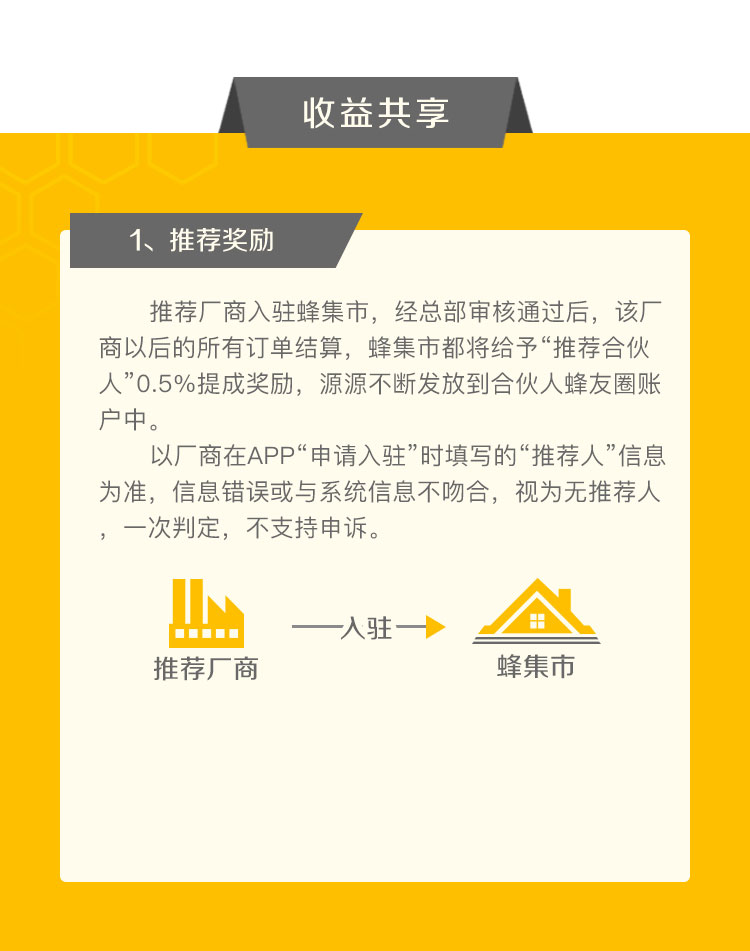 收益共享
1、推荐奖励
推荐厂商入驻蜂集市，经总部审核通过后，该厂
商以后的所有订单结算，蜂集市都将给予“推荐合伙
人”0.5%提成奖励，源源不断发放到合伙人蜂友圈账
户中。
以厂商在APP“申请入驻”时填写的“推荐人”信息
为准，信息错误或与系统信息不吻合，视为无推荐人
，一次判定，不支持申诉。
入驻
推荐厂商
蜂集市